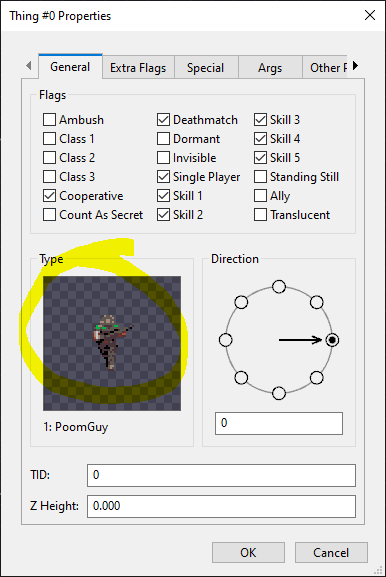 Thing #0 Properties
General
Extra Flags
Special
Args
Other
Flags
Ambush
Deathmatch
Skill 3
Class 1
Dormant
Skill 4
Class 2
Invisible
Skill 5
Class 3
Single Player
Standing Still
Cooperative
Skill 1
Ally
Count As Secret
Skill 2
Translucent
Type
Direction
1: PoomGuy
0
TID:
0
Z Height:
0.000
OK
Cancel